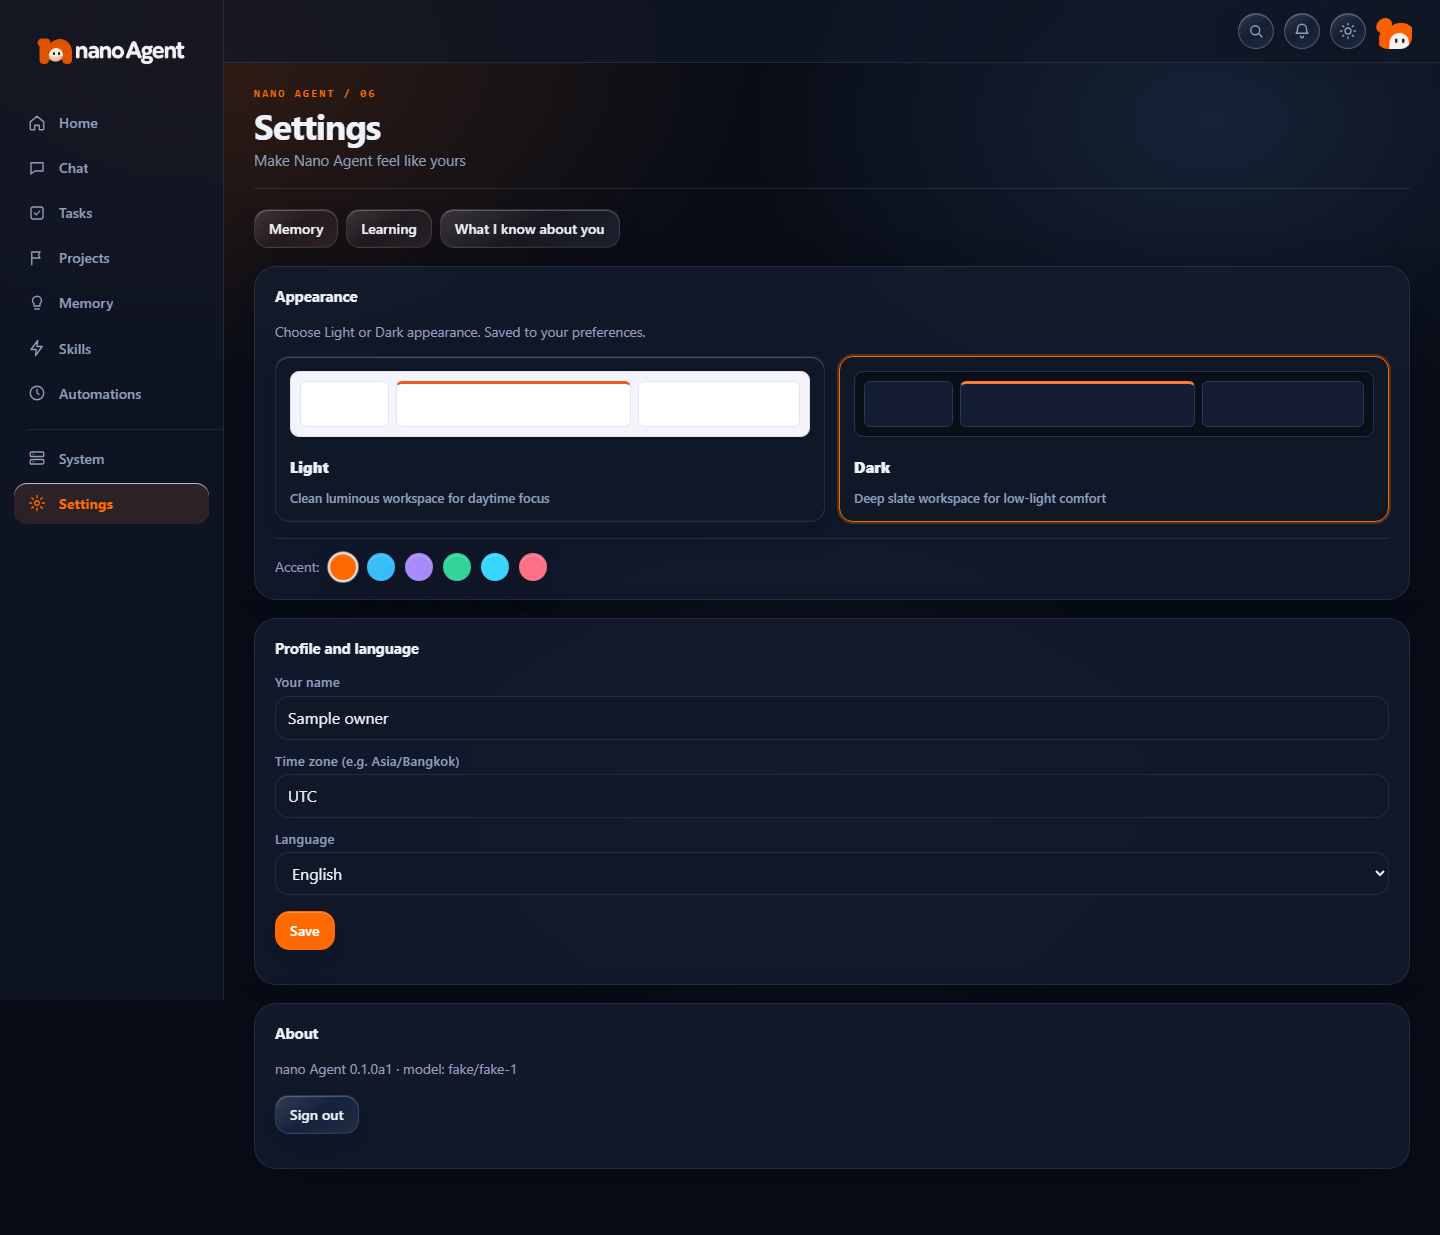 nano Agent
Home
Chat
Tasks
Projects
Memory
Skills
Automations
System
Settings
NANO AGENT / 06
Settings
Make Nano Agent feel like yours
Memory
Learning
What I know about you
Appearance
Choose Light or Dark appearance. Saved to your preferences.
Light
Clean luminous workspace for daytime focus
Dark
Deep slate workspace for low-light comfort
Accent:
Profile and language
Your name
Sample owner
Time zone (e.g. Asia/Bangkok)
UTC
Language
English
Save
About
nano Agent 0.1.0a1 · model: fake/fake-1
Sign out